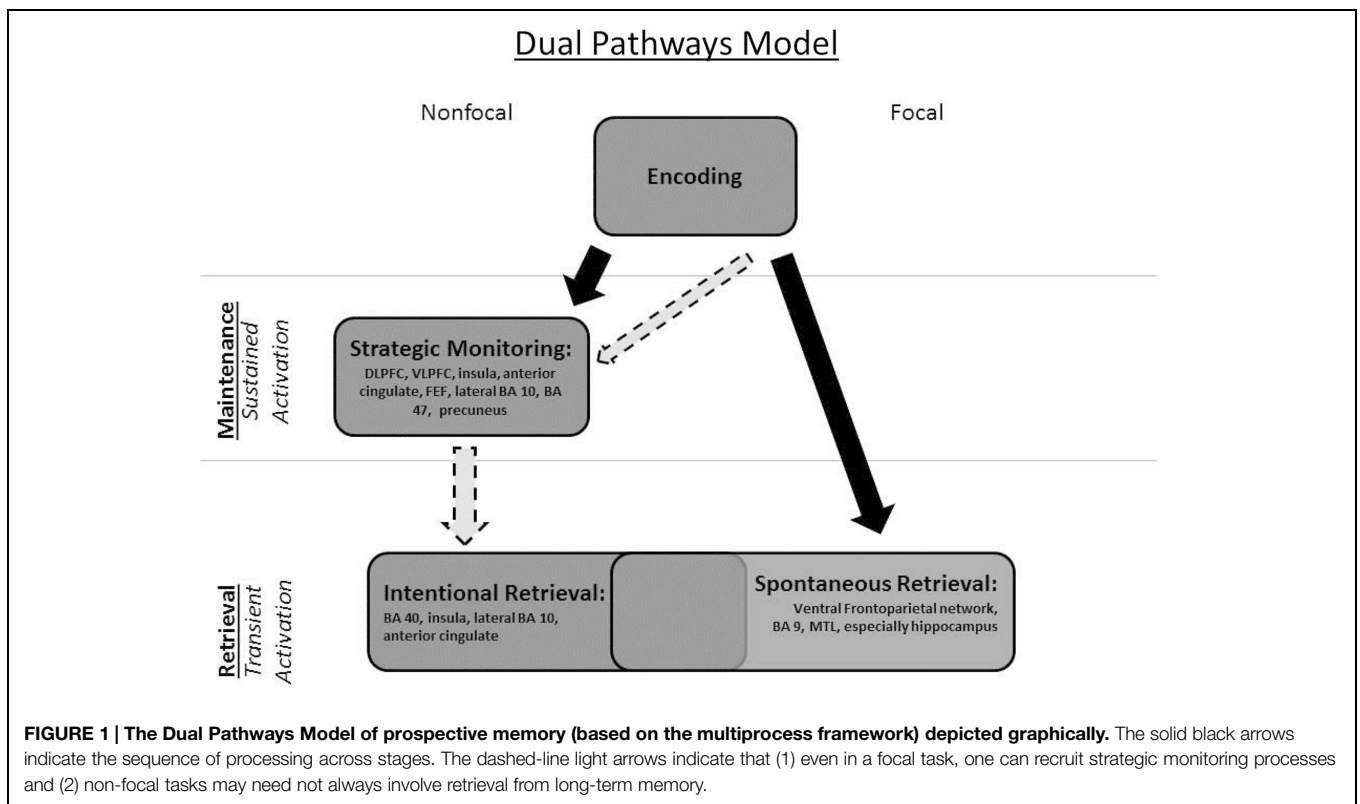 Dual Pathways Model
Nonfocal
Focal
Encoding
Maintenance
Sustained
Activation
Strategic Monitoring:
DLPFC, VLPFC, insula, anterior
cingulate, FEF, lateral BA 10, BA
47, precuneus
Retrieval
Transient
Activation
Intentional Retrieval:
BA 40, insula, lateral BA 10,
anterior cingulate
Spontaneous Retrieval:
Ventral Frontoparietal network,
BA 9, MTL, especially hippocampus
FIGURE 1 | The Dual Pathways Model of prospective memory (based on the multiprocess framework) depicted graphically. The solid black arrows
indicate the sequence of processing across stages. The dashed-line light arrows indicate that (1) even in a focal task, one can recruit strategic monitoring processes
and (2) non-focal tasks may need not always involve retrieval from long-term memory.